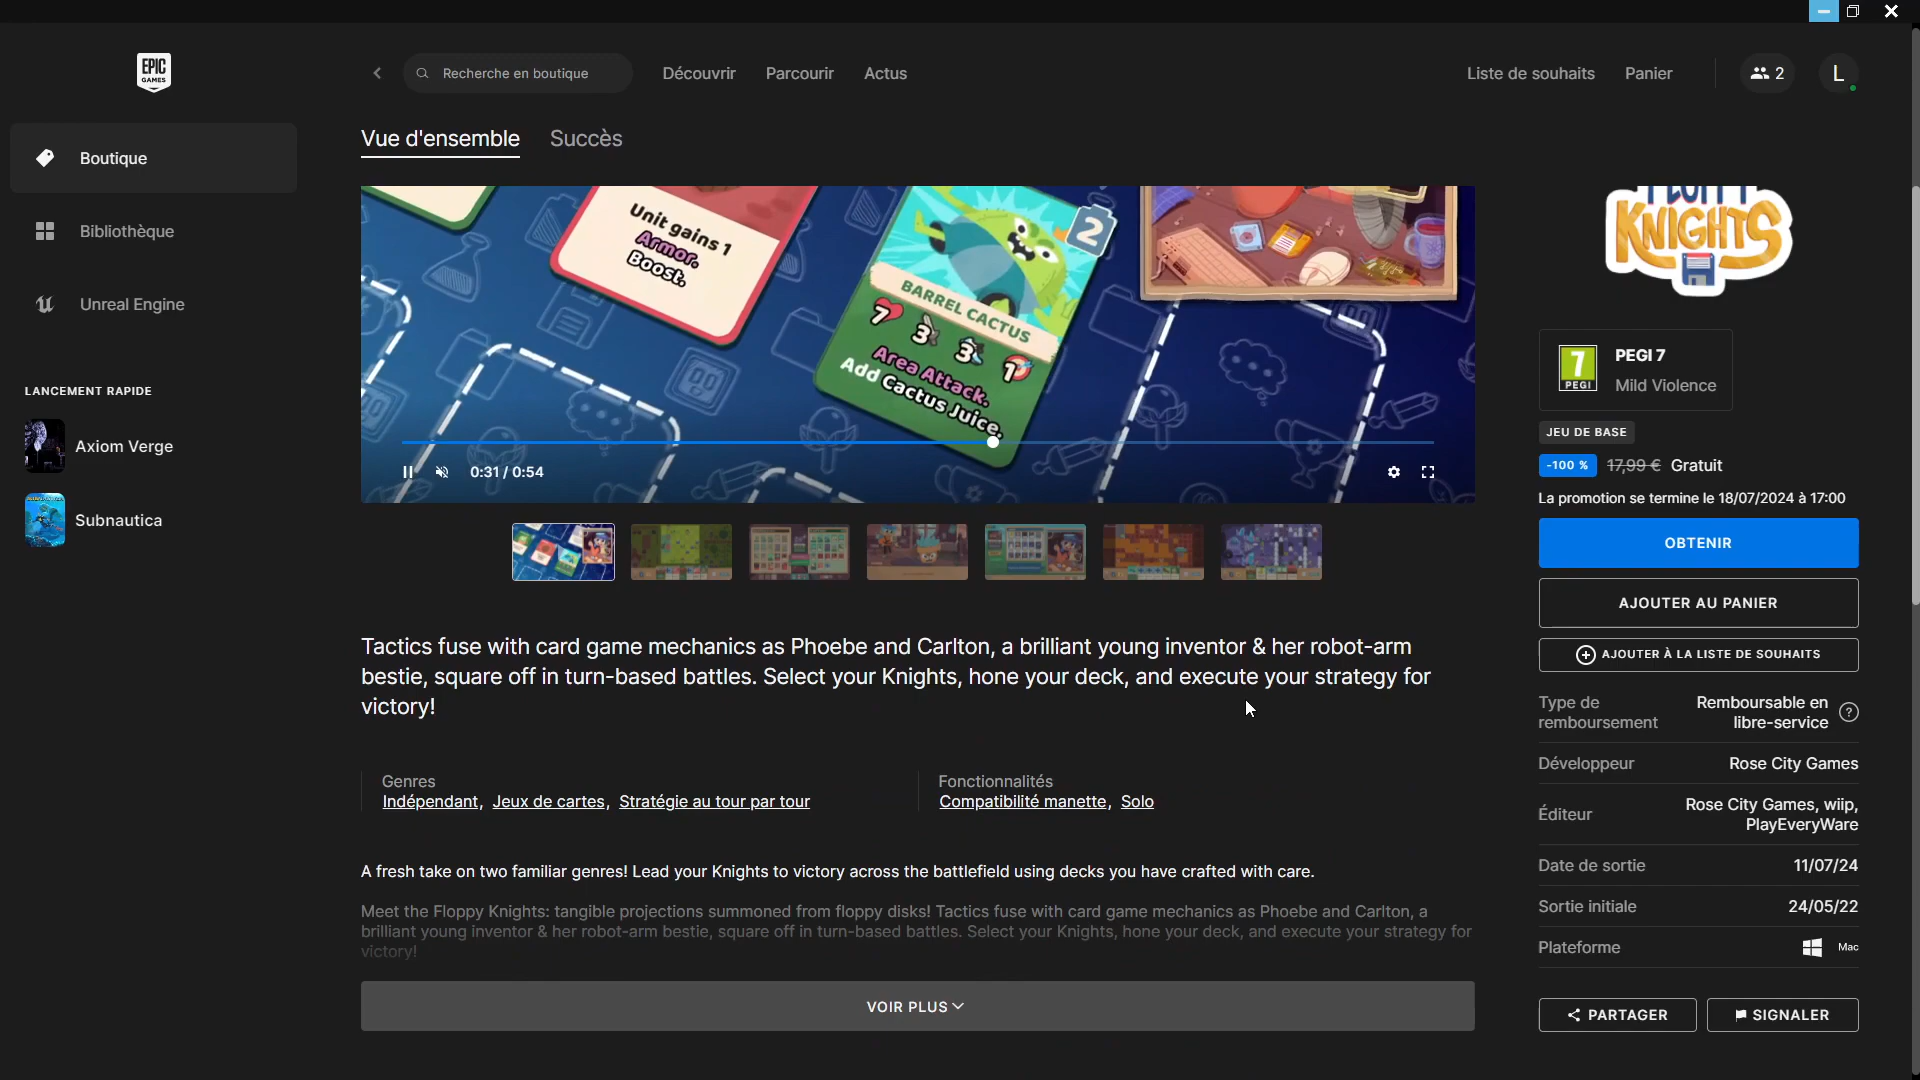 EPIC
GAMES
Recherche en boutique
Découvrir
Parcourir
Actus
Liste de souhaits
Panier
2
L
Boutique
Bibliothèque
Unreal Engine
LANCEMENT RAPIDE
Axiom Verge
Subnautica
Vue d'ensemble
Succès
Unit gains 1
Armor.
Boost.
2
BARREL CACTUS
7 3 3 1
Area Attack.
Add Cactus Juice.
0:31 / 0:54
Tactics fuse with card game mechanics as Phoebe and Carlton, a brilliant young inventor & her robot-arm
bestie, square off in turn-based battles. Select your Knights, hone your deck, and execute your strategy for
victory!
Genres
Indépendant, Jeux de cartes, Stratégie au tour par tour
Fonctionnalités
Compatibilité manette, Solo
A fresh take on two familiar genres! Lead your Knights to victory across the battlefield using decks you have crafted with care.
Meet the Floppy Knights: tangible projections summoned from floppy disks! Tactics fuse with card game mechanics as Phoebe and Carlton, a
brilliant young inventor & her robot-arm bestie, square off in turn-based battles. Select your Knights, hone your deck, and execute your strategy for
victory!
VOIR PLUS
FLOPPY
KNIGHTS
7
PEGI
PEGI 7
Mild Violence
JEU DE BASE
-100 % 17,99 € Gratuit
La promotion se termine le 18/07/2024 à 17:00
OBTENIR
AJOUTER AU PANIER
AJOUTER À LA LISTE DE SOUHAITS
Type de
remboursement
Remboursable en
libre-service
?
Développeur
Rose City Games
Éditeur
Rose City Games, wiip,
PlayEveryWare
Date de sortie
11/07/24
Sortie initiale
24/05/22
Plateforme
Mac
PARTAGER
SIGNALER